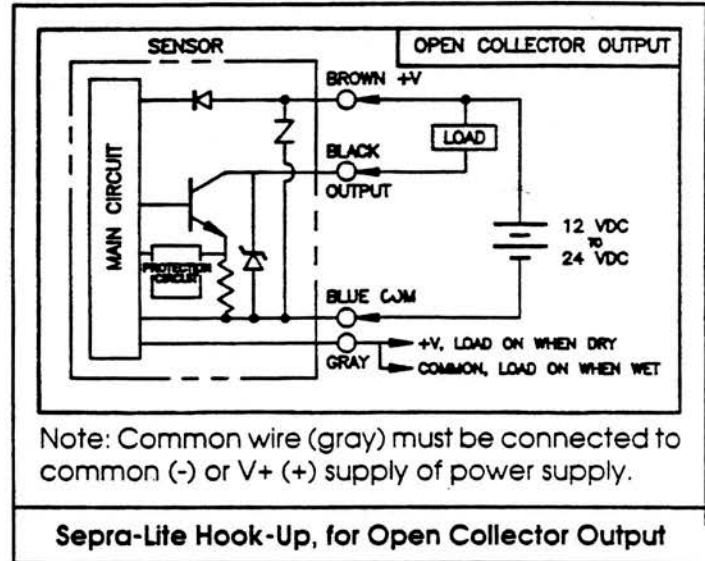 SENSOR
OPEN COLLECTOR OUTPUT
BROWN +V
LOAD
BLACK
OUTPUT
MAIN CIRCUIT
12 VDC
TO
24 VDC
PROTECTION
CIRCUIT
BLUE COM
+V, LOAD ON WHEN DRY
GRAY
COMMON, LOAD ON WHEN WET
Note: Common wire (gray) must be connected to
common (-) or V+ (+) supply of power supply.
Sepra-Lite Hook-Up, for Open Collector Output